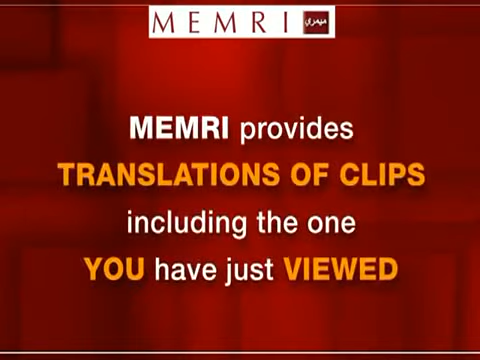 MEMRI ميمري
MEMRI provides
TRANSLATIONS OF CLIPS
including the one
YOU have just VIEWED